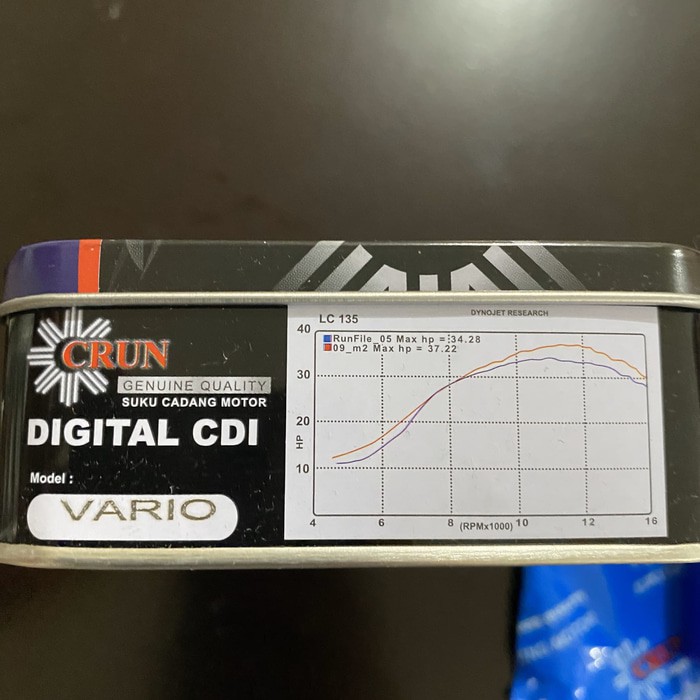 CRUN
GENUINE QUALITY
SUKU CADANG MOTOR
DIGITAL CDI
Model :
VARIO
LC 135
DYNOJET RESEARCH
RunFile_05 Max hp = 34.28
09_m2 Max hp = 37.22
40
30
20
10
HP
4 6 8 10 12 16
(RPMx1000)